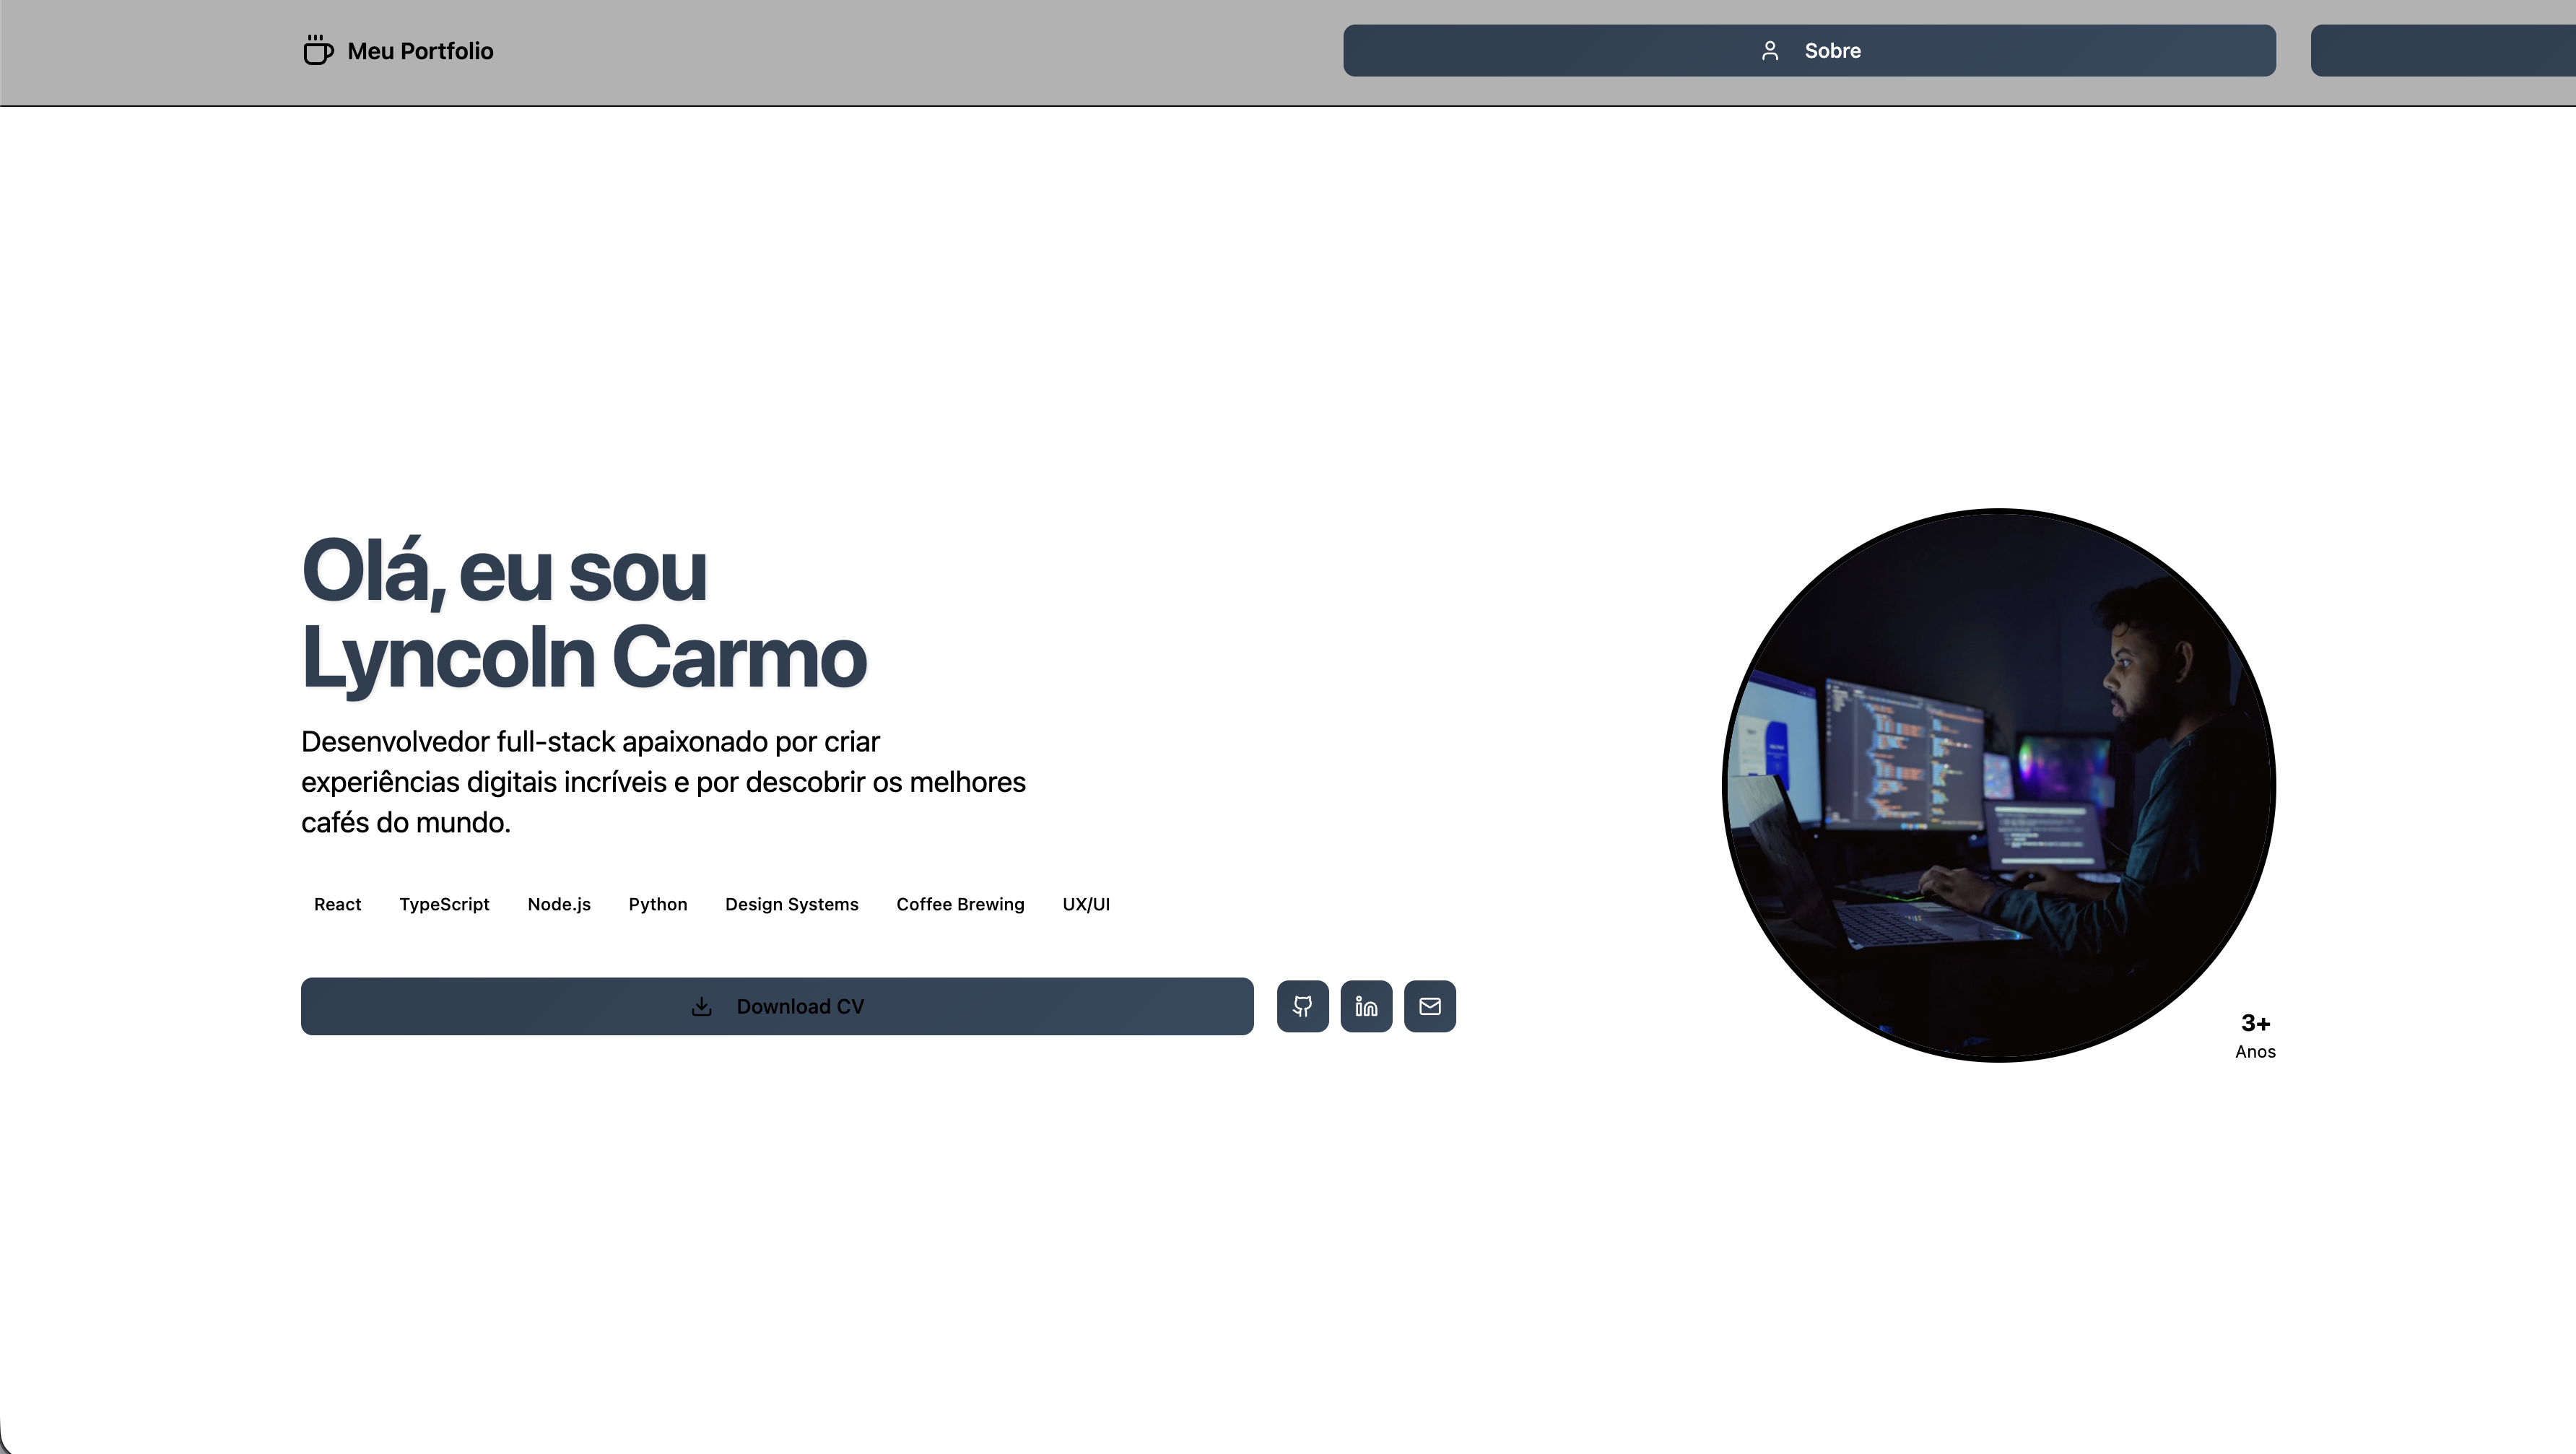 Meu Portfolio
Sobre
Olá, eu sou
Lyncoln Carmo
Desenvolvedor full-stack apaixonado por criar
experiências digitais incríveis e por descobrir os melhores
cafés do mundo.
React TypeScript Node.js Python Design Systems Coffee Brewing UX/UI
Download CV
3+
Anos